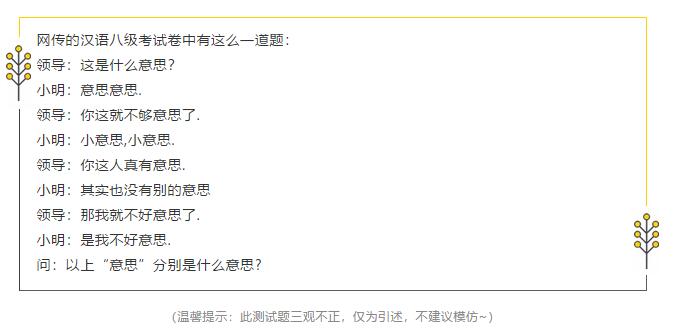 网传的汉语八级考试卷中有这么一道题：
领导：这是什么意思？
小明：意思意思.
领导：你这就不够意思了.
小明：小意思,小意思.
领导：你这人真有意思.
小明：其实也没有别的意思
领导：那我就不好意思了.
小明：是我不好意思.
问：以上“意思”分别是什么意思？
(温馨提示：此测试题三观不正，仅为引述，不建议模仿~)